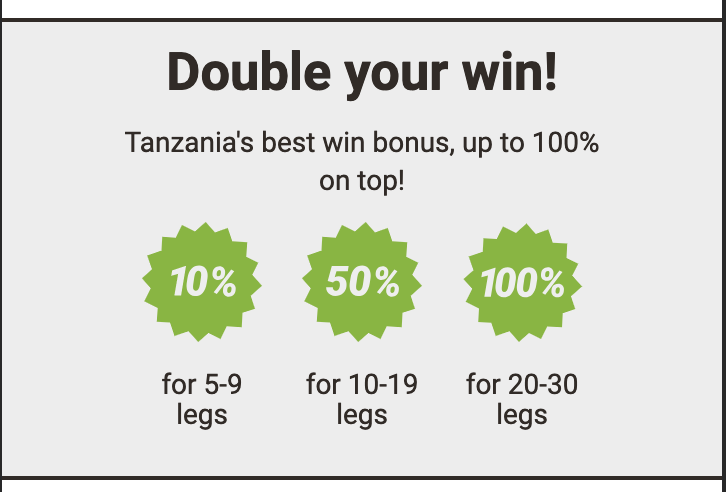 Double your win!
Tanzania's best win bonus, up to 100%
on top!
10%
50%
100%
for 5-9
legs
for 10-19
legs
for 20-30
legs